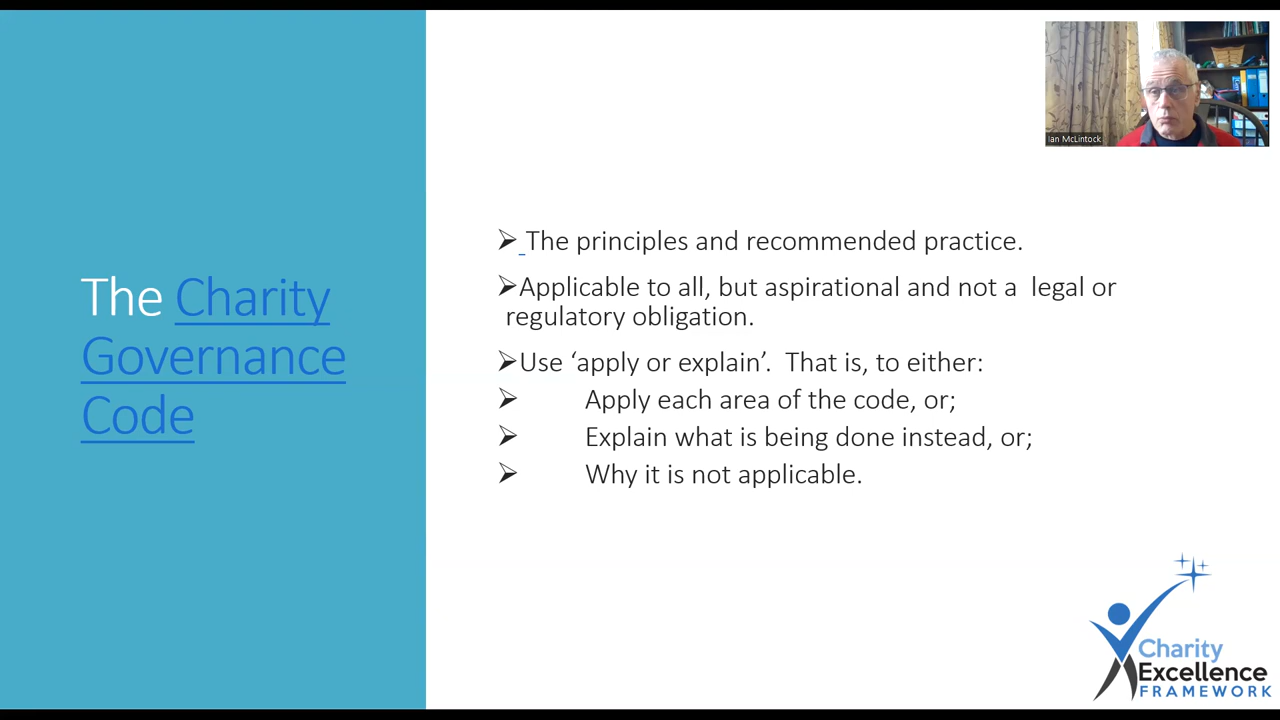 The Charity
Governance
Code
Ian McLintock
➢ The principles and recommended practice.
➢Applicable to all, but aspirational and not a  legal or
regulatory obligation.
➢Use ‘apply or explain’.  That is, to either:
➢ Apply each area of the code, or;
➢ Explain what is being done instead, or;
➢ Why it is not applicable.
Charity
Excellence
FRAMEWORK